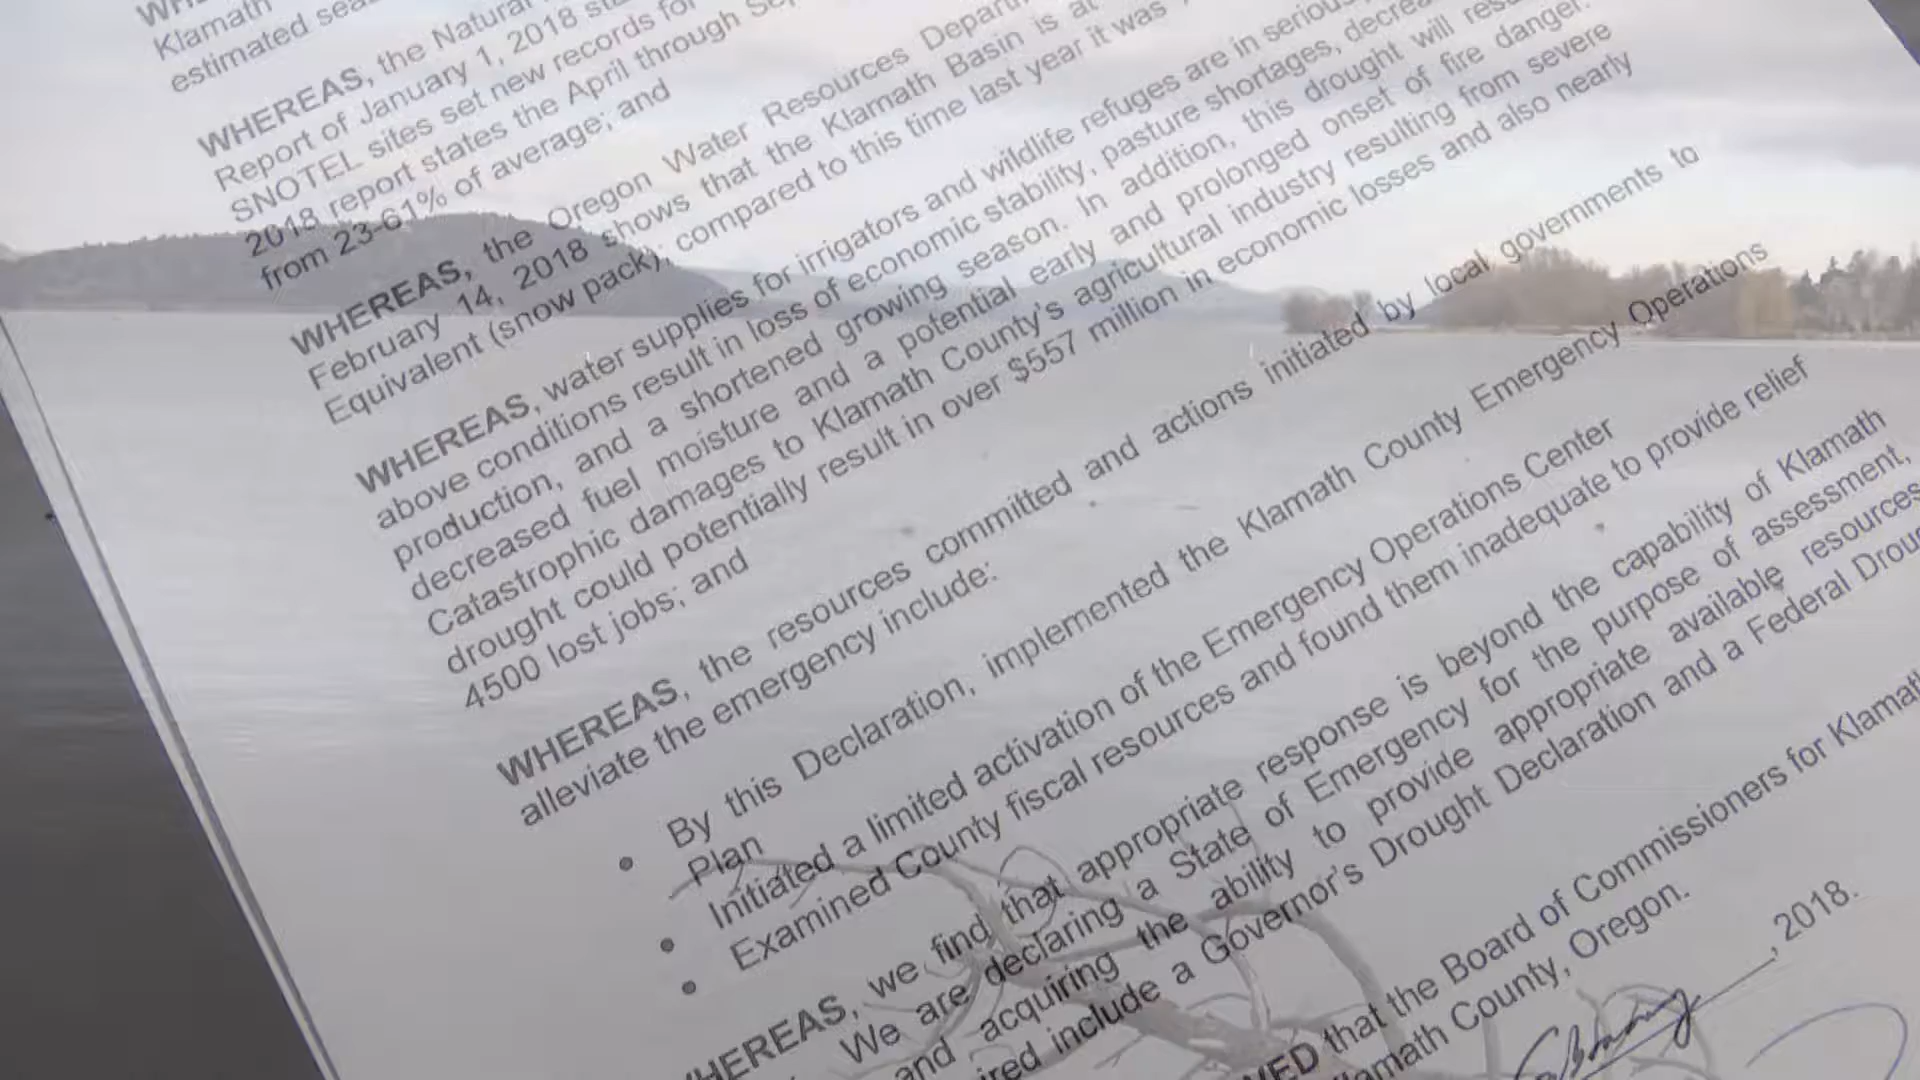 Klamath
estimated sea
WHEREAS, the Natural
Report of January 1, 2018 st
SNOTEL sites set new records for
2018 report states the April through Se
from 23-61% of average; and
WHEREAS, the Oregon Water Resources Depart
February 14, 2018 shows that the Klamath Basin is at
Equivalent (snow pack); compared to this time last year it was
WHEREAS, water supplies for irrigators and wildlife refuges are in serious
above conditions result in loss of economic stability, pasture shortages, decrea
production, and a shortened growing season. In addition, this drought will res
decreased fuel moisture and a potential early and prolonged onset of fire danger.
Catastrophic damages to Klamath County's agricultural industry resulting from severe
drought could potentially result in over $557 million in economic losses and also nearly
4500 lost jobs; and
WHEREAS, the resources committed and actions initiated by local governments to
alleviate the emergency include:
• By this Declaration, implemented the Klamath County Emergency Operations
Plan
• Initiated a limited activation of the Emergency Operations Center
• Examined County fiscal resources and found them inadequate to provide relief
WHEREAS, we find that appropriate response is beyond the capability of Klamath
We are declaring a State of Emergency for the purpose of assessment,
and acquiring the ability to provide appropriate available resources
ired include a Governor's Drought Declaration and a Federal Drou
VED that the Board of Commissioners for Klamath
lamath County, Oregon.
, 2018.